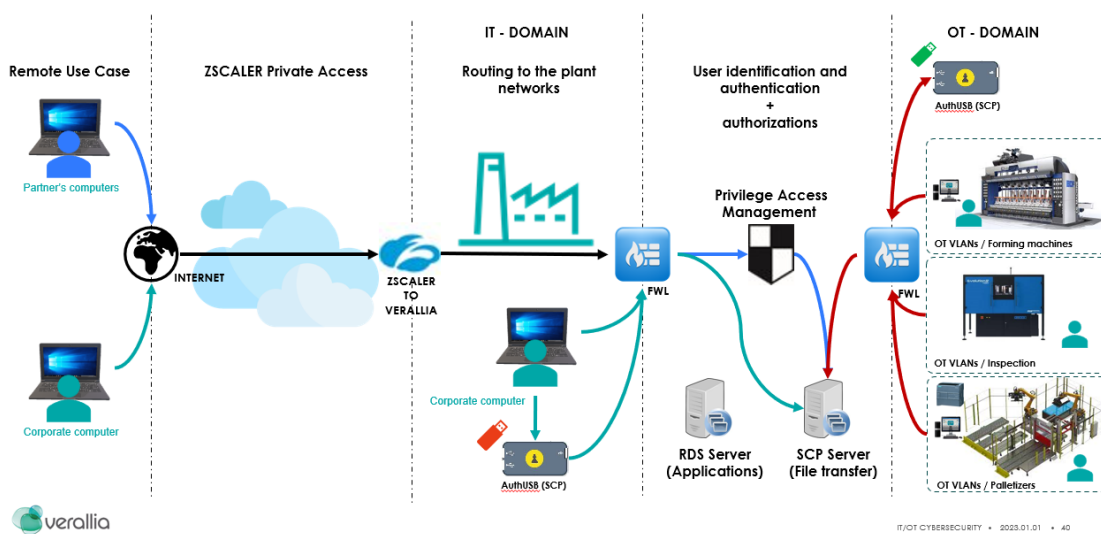 IT - DOMAIN
OT - DOMAIN
Remote Use Case
ZSCALER Private Access
Routing to the plant
networks
User identification and
authentication
+
authorizations
AuthUSB (SCP)
Partner's computers
Privilege Access
Management
OT VLANs / Forming machines
INTERNET
ZSCALER
TO
VERALLIA
FWL
FWL
OT VLANs / Inspection
Corporate computer
Corporate computer
RDS Server
(Applications)
SCP Server
(File transfer)
AuthUSB (SCP)
OT VLANs / Palletizers
verallia
IT/OT CYBERSECURITY • 2023.01.01 • 40